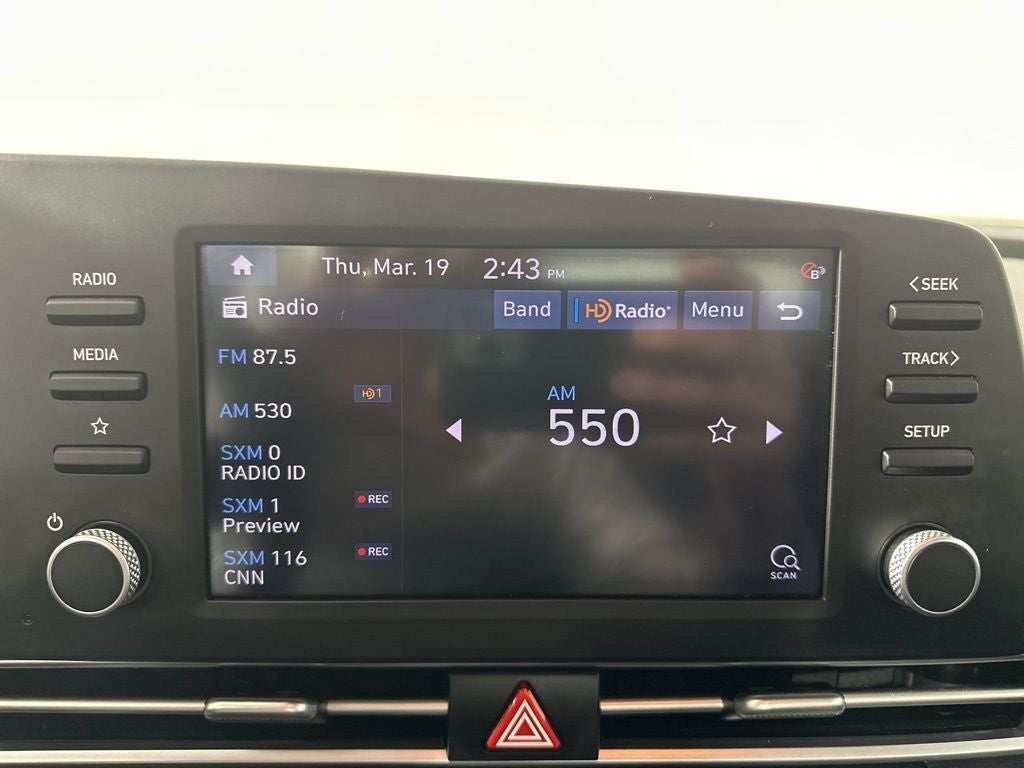 Thu, Mar. 19 2:43 PM
B
Radio Band HD Radio® Menu
RADIO
MEDIA
FM 87.5
HD1
AM 530
SXM 0
RADIO ID
SXM 1 REC
Preview
SXM 116 REC
CNN
AM
550
SCAN
<SEEK
TRACK>
SETUP